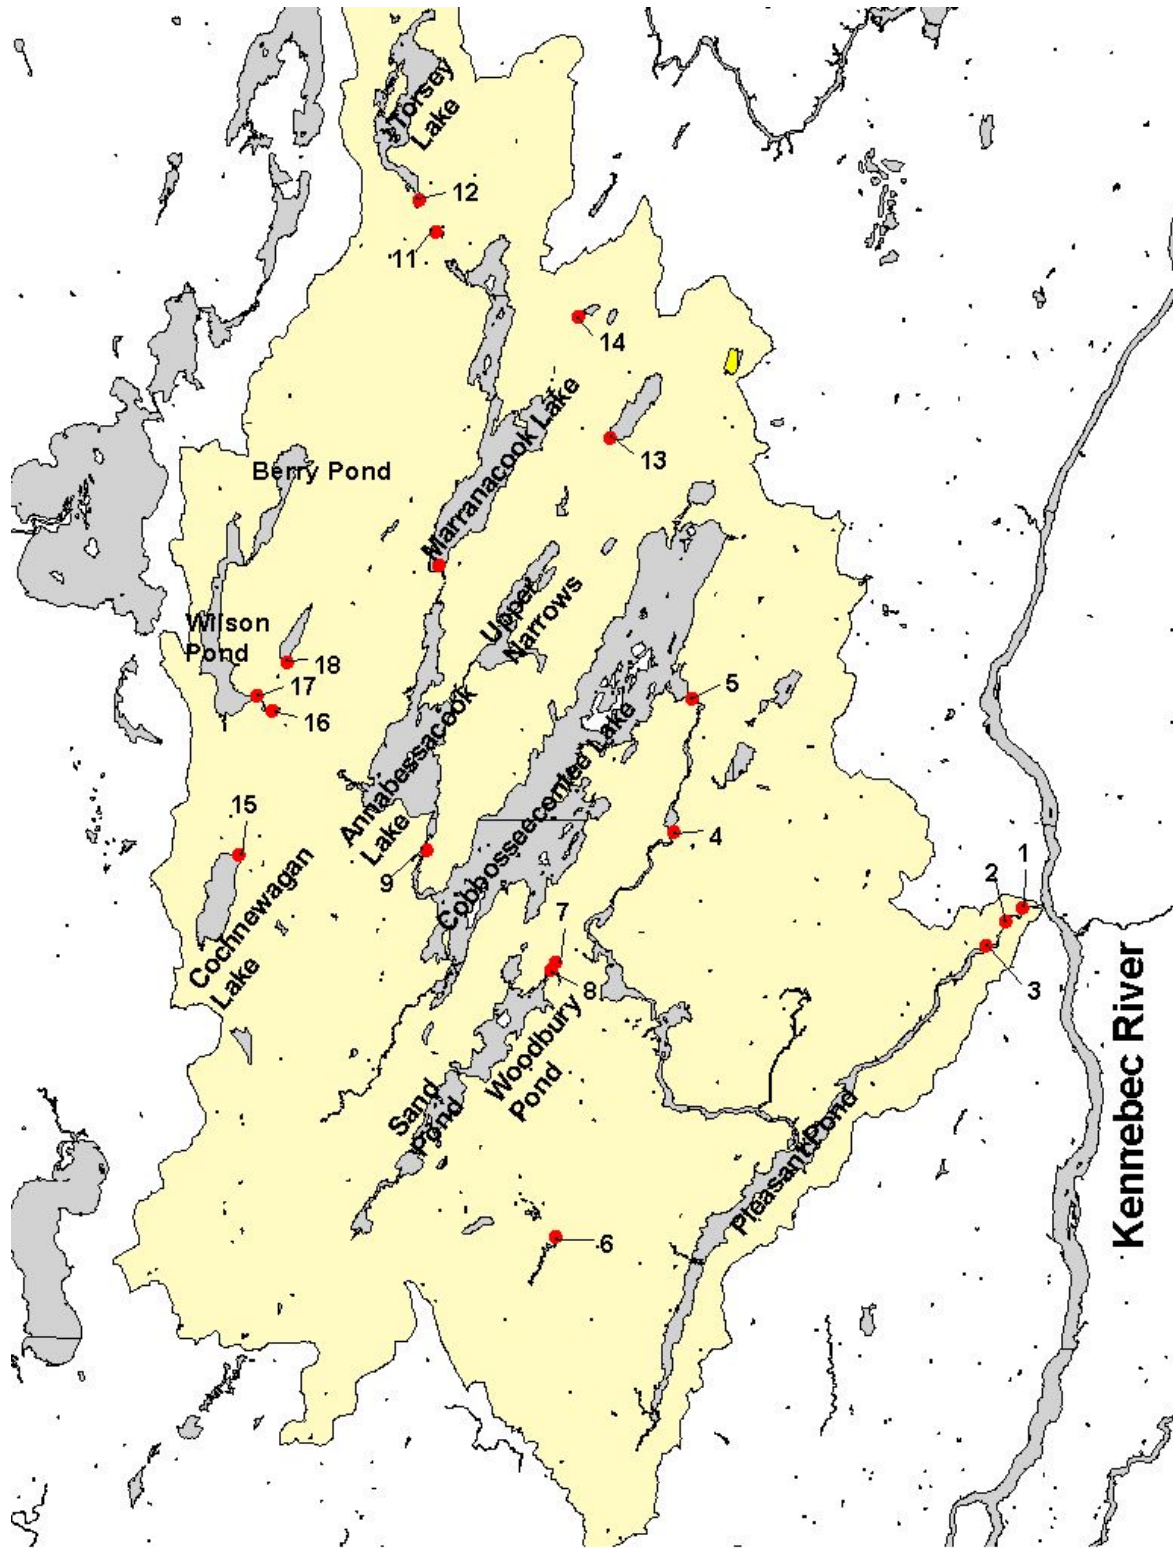 Torsey
Lake
12
11
14
Marranacook Lake
13
Berry Pond
Upper
Narrows
Wilson
Pond
18
17
16
5
Annabessacook
Lake
Cobbosseecontee Lake
15
4
9
Cochnewagan
Lake
1
2
3
7
8
Woodbury
Pond
Sand
Pond
Pleasant Pond
6
Kennebec River